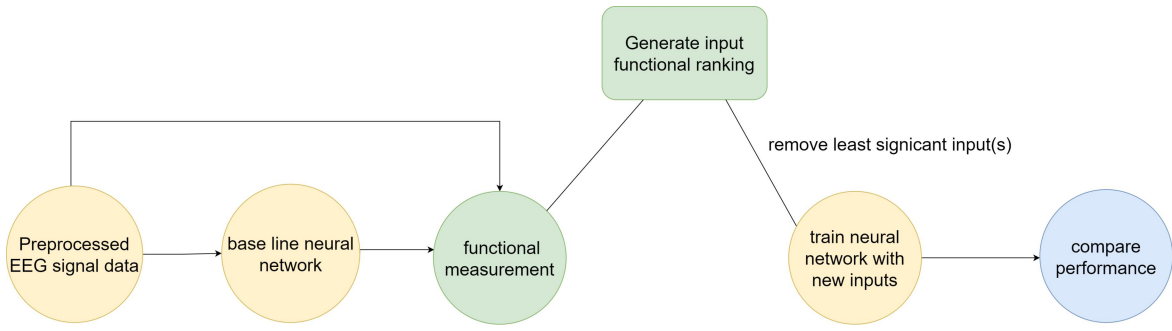 Generate input
functional ranking
remove least signicant input(s)
Preprocessed
EEG signal data
base line neural
network
functional
measurement
train neural
network with
new inputs
compare
performance